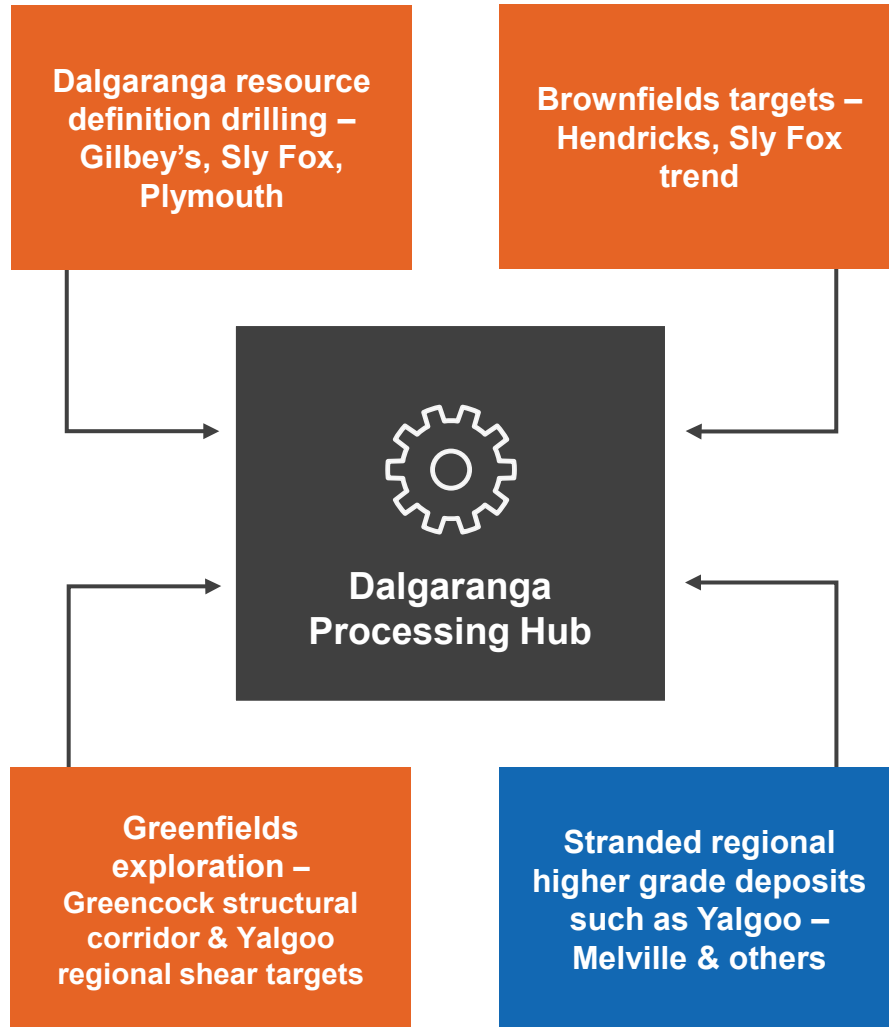 Dalgaranga resource
definition drilling –
Gilbey’s, Sly Fox,
Plymouth
Brownfields targets –
Hendricks, Sly Fox
trend
Dalgaranga
Processing Hub
Greenfields
exploration –
Greencock structural
corridor & Yalgoo
regional shear targets
Stranded regional
higher grade deposits
such as Yalgoo –
Melville & others